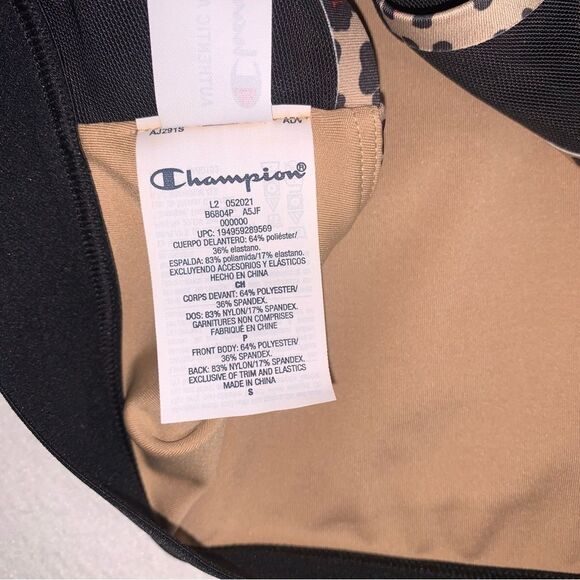 AUTHENTIC
Champion
AJ291S ADV
Champion®
L2 052021
B6804P A5JF
000000
UPC: 194959289569
CUERPO DELANTERO: 64% poliéster/
36% elastano.
ESPALDA: 83% poliamida/17% elastano.
EXCLUYENDO ACCESORIOS Y ELÁSTICOS
HECHO EN CHINA
CH
CORPS DEVANT: 64% POLYESTER/
36% SPANDEX.
DOS: 83% NYLON/17% SPANDEX.
GARNITURES NON COMPRISES
FABRIQUÉ EN CHINE
P
FRONT BODY: 64% POLYESTER/
36% SPANDEX.
BACK: 83% NYLON/17% SPANDEX.
EXCLUSIVE OF TRIM AND ELASTICS
MADE IN CHINA
S